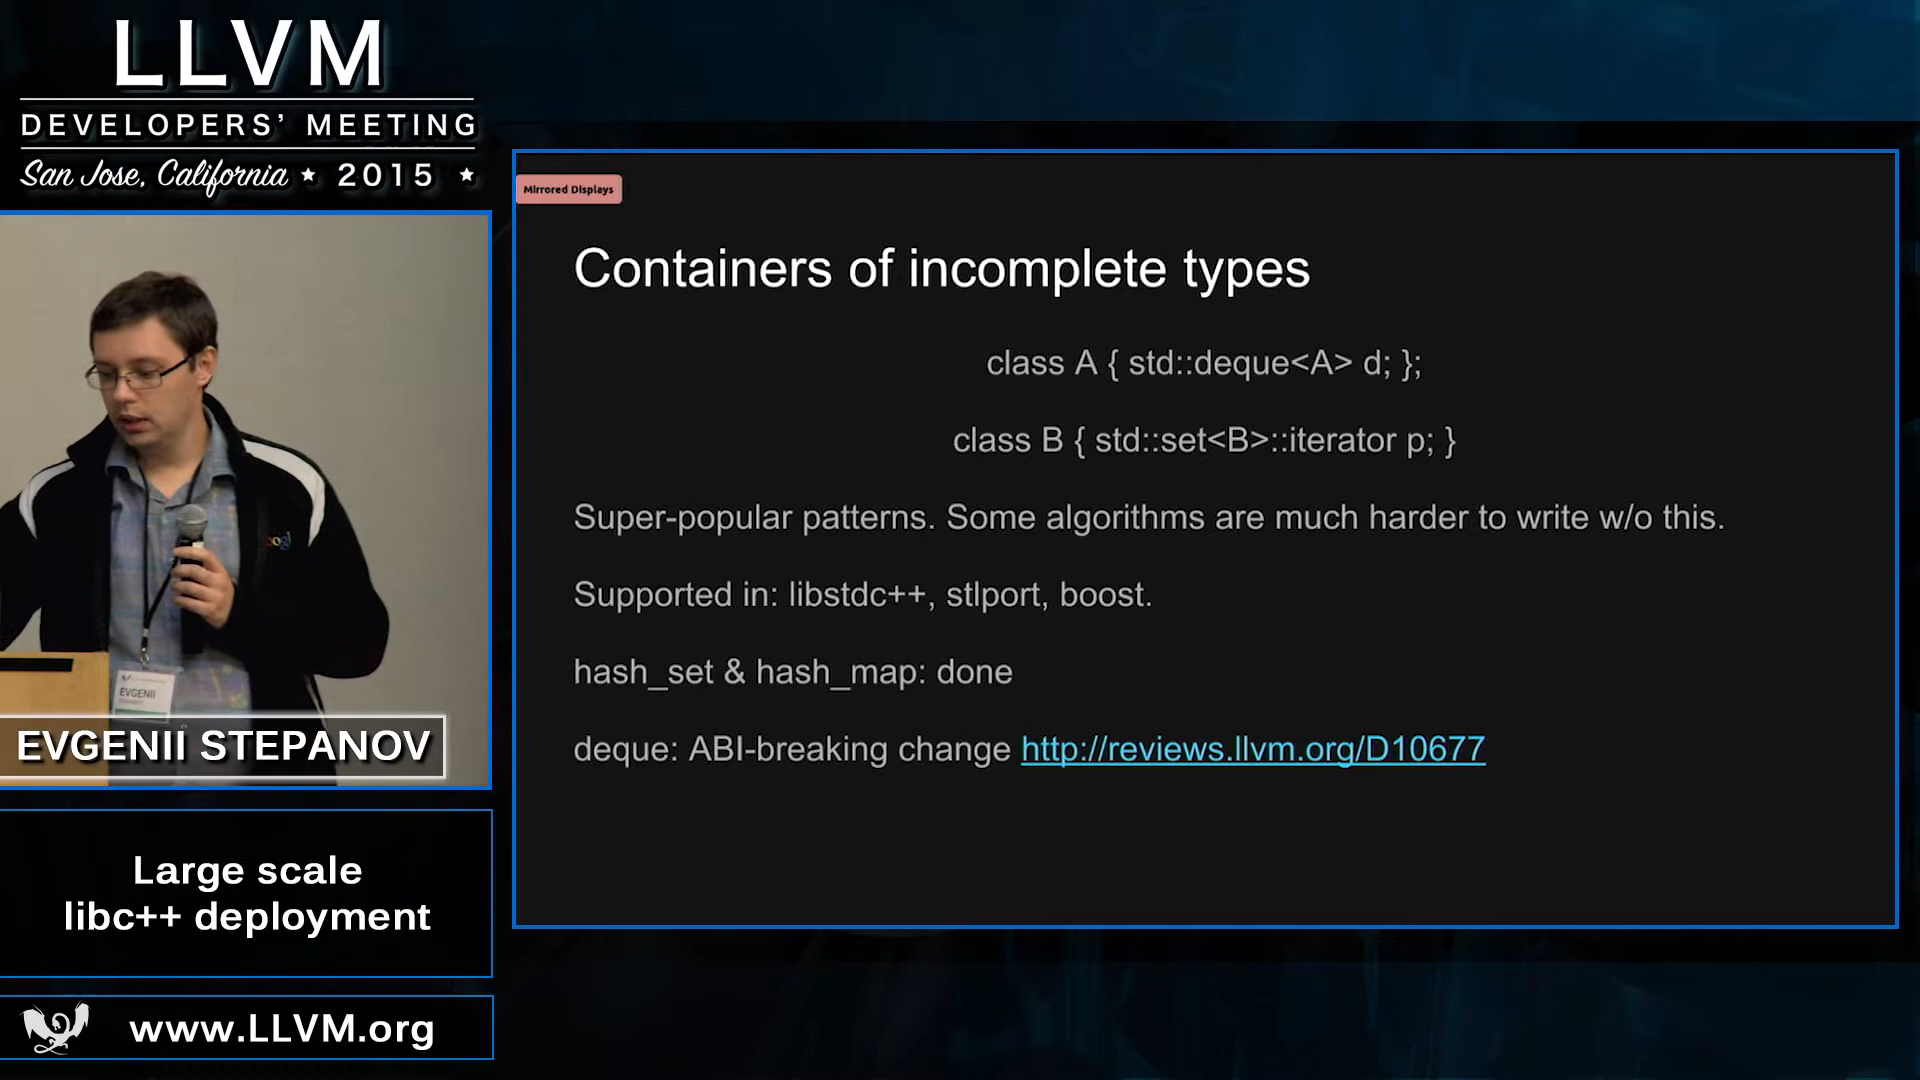 LLVM
DEVELOPERS' MEETING
San Jose, California ★ 2015 ★
Mirrored Displays
Containers of incomplete types
class A { std::deque<A> d; };
class B { std::set<B>::iterator p; }
Super-popular patterns. Some algorithms are much harder to write w/o this.
Supported in: libstdc++, stlport, boost.
hash_set & hash_map: done
deque: ABI-breaking change http://reviews.llvm.org/D10677
EVGENII
EVGENII STEPANOV
Large scale
libc++ deployment
www.LLVM.org